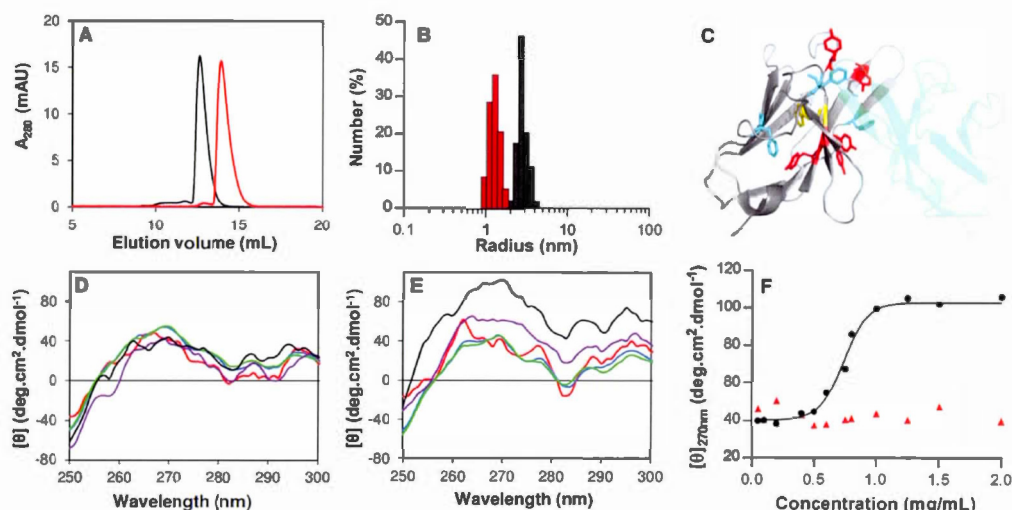 A
A280 (mAU)
20
15
10
5
0
5 10 15 20
Elution volume (mL)
B
Number (%)
50
40
30
20
10
0
0.1 1 10 100
Radius (nm)
C
D
[θ] (deg.cm².dmol⁻¹)
80
40
0
-40
-80
250 260 270 280 290 300
Wavelength (nm)
E
[θ] (deg.cm².dmol⁻¹)
80
40
0
-40
-80
250 260 270 280 290 300
Wavelength (nm)
F
[θ]270nm (deg.cm².dmol⁻¹)
120
100
80
60
40
20
0.0 0.5 1.0 1.5 2.0
Concentration (mg/mL)